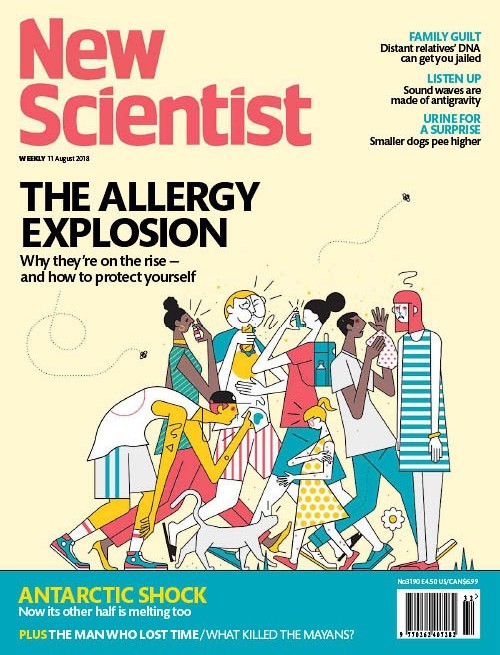 New
Scientist
WEEKLY 11 August 2018
FAMILY GUILT
Distant relatives' DNA
can get you jailed
LISTEN UP
Sound waves are
made of antigravity
URINE FOR
A SURPRISE
Smaller dogs pee higher
THE ALLERGY
EXPLOSION
Why they're on the rise –
and how to protect yourself
ANTARCTIC SHOCK
Now its other half is melting too
PLUS THE MAN WHO LOST TIME / WHAT KILLED THE MAYANS?
No3190 £4.50 US/CAN$6.99
9 770262 407282